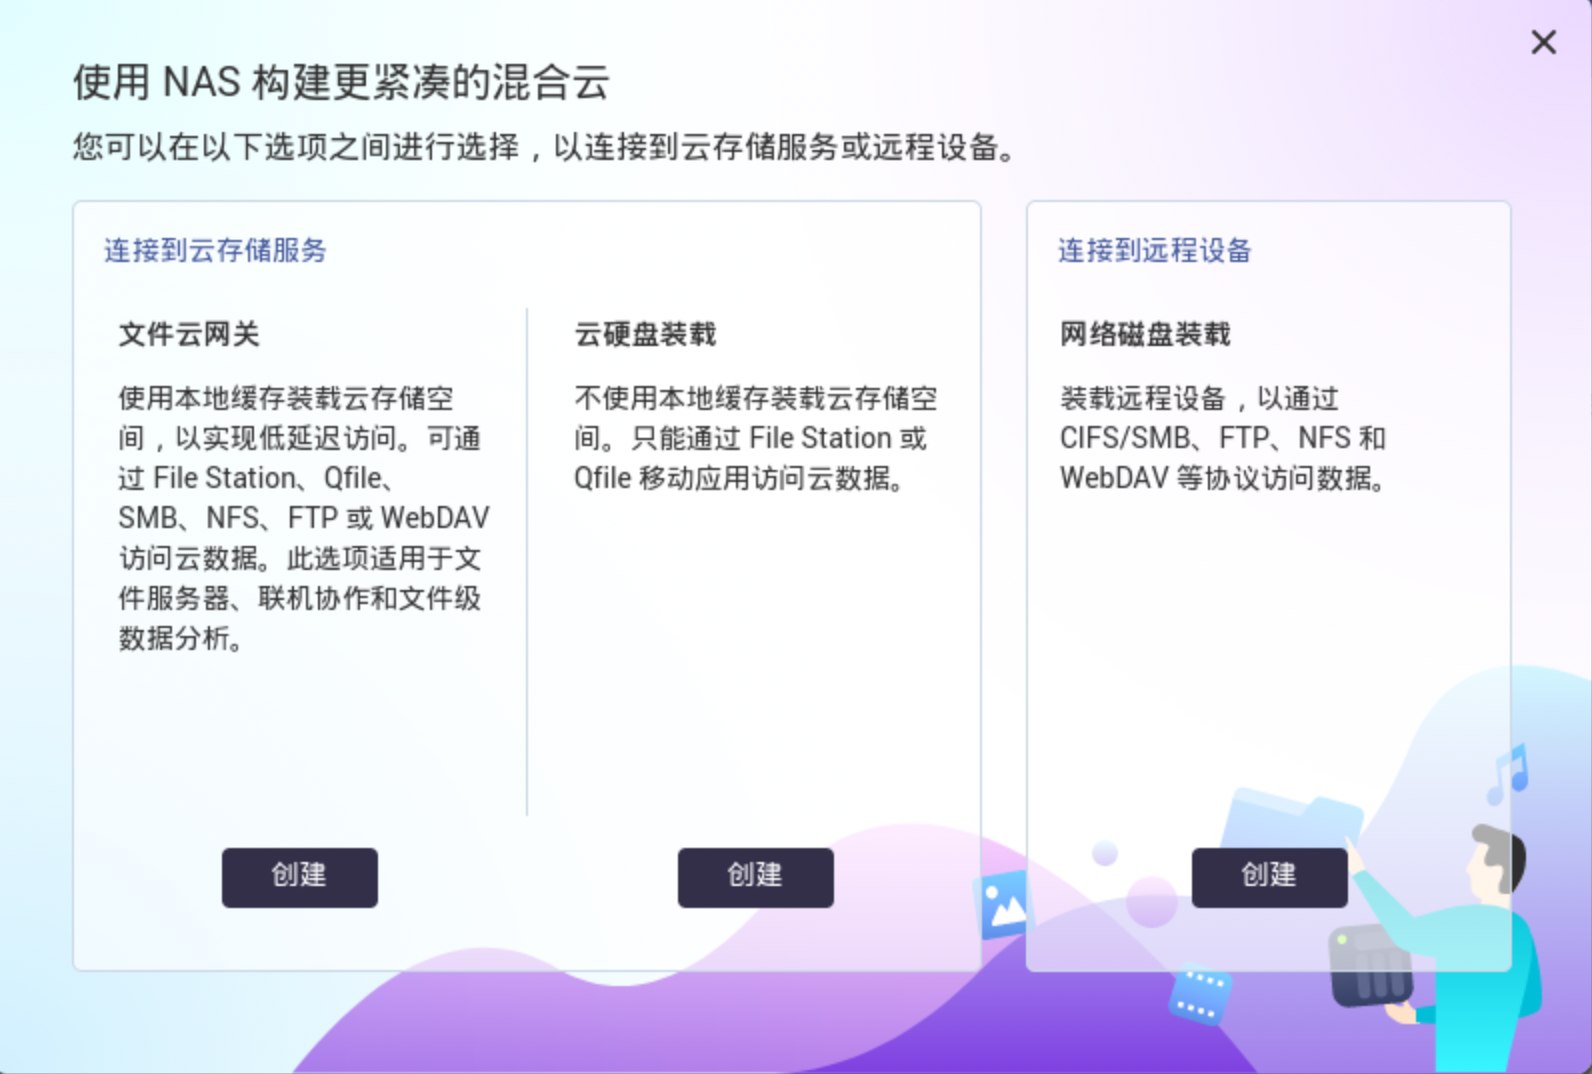 使用 NAS 构建更紧凑的混合云
您可以在以下选项之间进行选择，以连接到云存储服务或远程设备。
连接到云存储服务
文件云网关
使用本地缓存装载云存储空
间，以实现低延迟访问。可通
过 File Station、Qfile、
SMB、NFS、FTP 或 WebDAV
访问云数据。此选项适用于文
件服务器、联机协作和文件级
数据分析。
创建
云硬盘装载
不使用本地缓存装载云存储空
间。只能通过 File Station 或
Qfile 移动应用访问云数据。
创建
连接到远程设备
网络磁盘装载
装载远程设备，以通过
CIFS/SMB、FTP、NFS 和
WebDAV 等协议访问数据。
创建